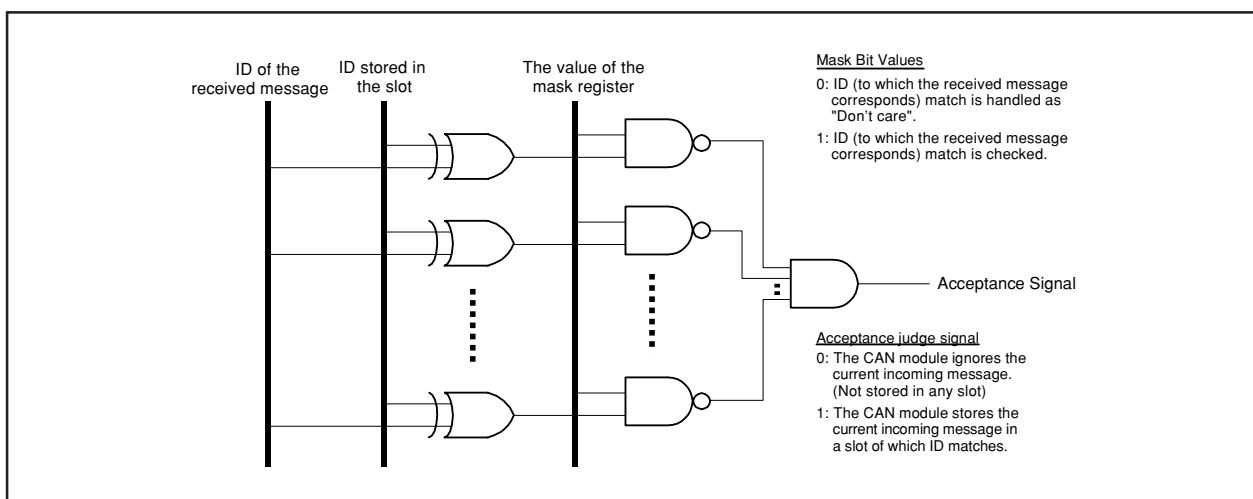 ID of the
received message
ID stored in
the slot
The value of the
mask register
Mask Bit Values
0: ID (to which the received message
corresponds) match is handled as
"Don't care".
1: ID (to which the received message
corresponds) match is checked.
Acceptance Signal
Acceptance judge signal
0: The CAN module ignores the
current incoming message.
(Not stored in any slot)
1: The CAN module stores the
current incoming message in
a slot of which ID matches.